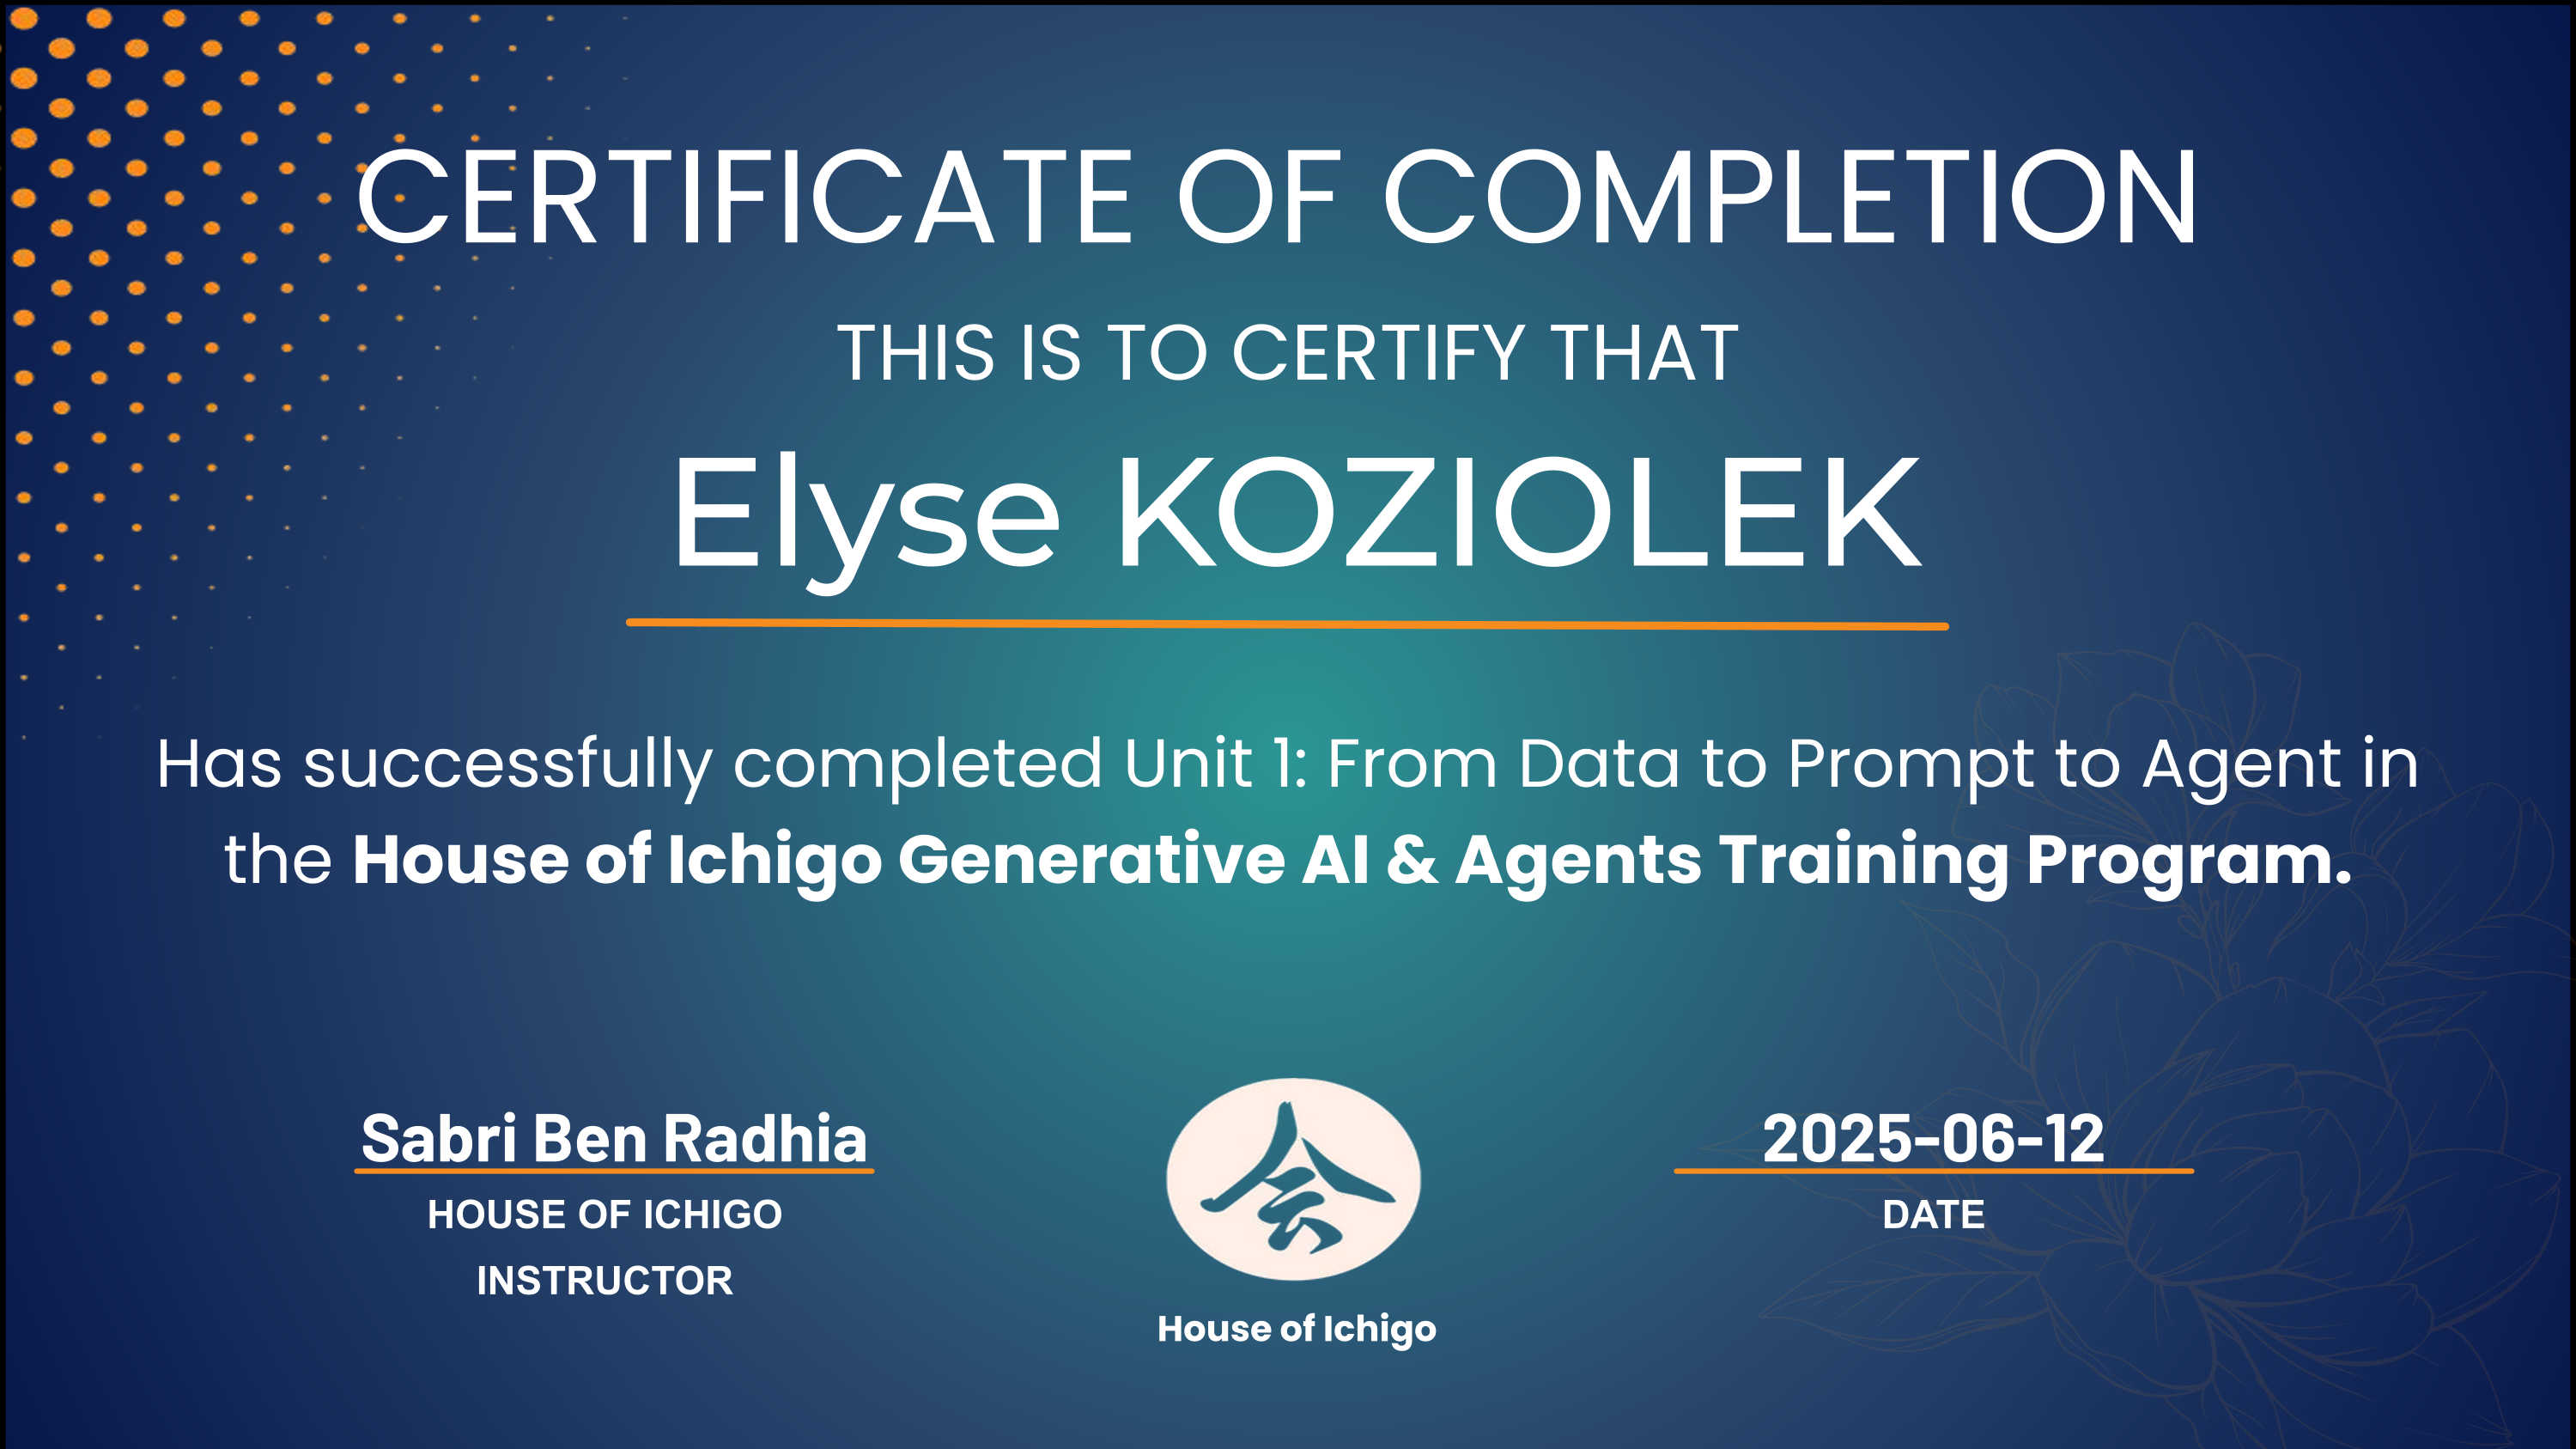 CERTIFICATE OF COMPLETION
THIS IS TO CERTIFY THAT
Elyse KOZIOLEK
Has successfully completed Unit 1: From Data to Prompt to Agent in
the House of Ichigo Generative AI & Agents Training Program.
Sabri Ben Radhia
HOUSE OF ICHIGO
INSTRUCTOR
会
House of Ichigo
2025-06-12
DATE